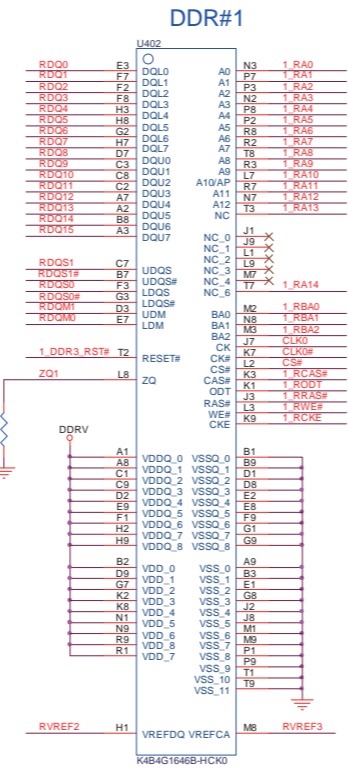 DDR#1
U402
RDQ0 E3 DQL0 A0 N3 1_RA0
RDQ1 F7 DQL1 A1 P7 1_RA1
RDQ2 F2 DQL2 A2 P3 1_RA2
RDQ3 F8 DQL3 A3 N2 1_RA3
RDQ4 H3 DQL4 A4 P8 1_RA4
RDQ5 H8 DQL5 A5 P2 1_RA5
RDQ6 G2 DQL6 A6 R8 1_RA6
RDQ7 H7 DQL7 A7 R2 1_RA7
RDQ8 D7 DQU0 A8 T8 1_RA8
RDQ9 C3 DQU1 A9 R3 1_RA9
RDQ10 C8 DQU2 A10/AP L7 1_RA10
RDQ11 C2 DQU3 A11 R7 1_RA11
RDQ12 A7 DQU4 A12 N7 1_RA12
RDQ13 A2 DQU5 NC T3 1_RA13
RDQ14 B8 DQU6
RDQ15 A3 DQU7 NC_0 J1
NC_1 J9
NC_2 L1
RDQS1 C7 UDQS NC_3 L9
RDQS1# B7 UDQS# NC_4 M7
RDQS0 F3 LDQS NC_6 T7 1_RA14
RDQS0# G3 LDQS#
RDQM1 D3 UDM BA0 M2 1_RBA0
RDQM0 E7 LDM BA1 N8 1_RBA1
BA2 M3 1_RBA2
CK J7 CLK0
1_DDR3_RST# T2 RESET# CK# K7 CLK0#
CS# L2 CS#
ZQ1 L8 ZQ CAS# K3 1_RCAS#
ODT K1 1_RODT
RAS# J3 1_RRAS#
WE# L3 1_RWE#
CKE K9 1_RCKE
DDRV
A1 VDDQ_0 VSSQ_0 B1
A8 VDDQ_1 VSSQ_1 B9
C1 VDDQ_2 VSSQ_2 D1
C9 VDDQ_3 VSSQ_3 D8
D2 VDDQ_4 VSSQ_4 E2
E9 VDDQ_5 VSSQ_5 E8
F1 VDDQ_6 VSSQ_6 F9
H2 VDDQ_7 VSSQ_7 G1
H9 VDDQ_8 VSSQ_8 G9
B2 VDD_0 VSS_0 A9
D9 VDD_1 VSS_1 B3
G7 VDD_2 VSS_2 E1
K2 VDD_3 VSS_3 G8
K8 VDD_4 VSS_4 J2
N1 VDD_5 VSS_5 J8
N9 VDD_6 VSS_6 M1
R9 VDD_8 VSS_7 M9
R1 VDD_7 VSS_8 P1
VSS_9 P9
VSS_10 T1
VSS_11 T9
RVREF2 H1 VREFDQ VREFCA M8 RVREF3
K4B4G1646B-HCK0